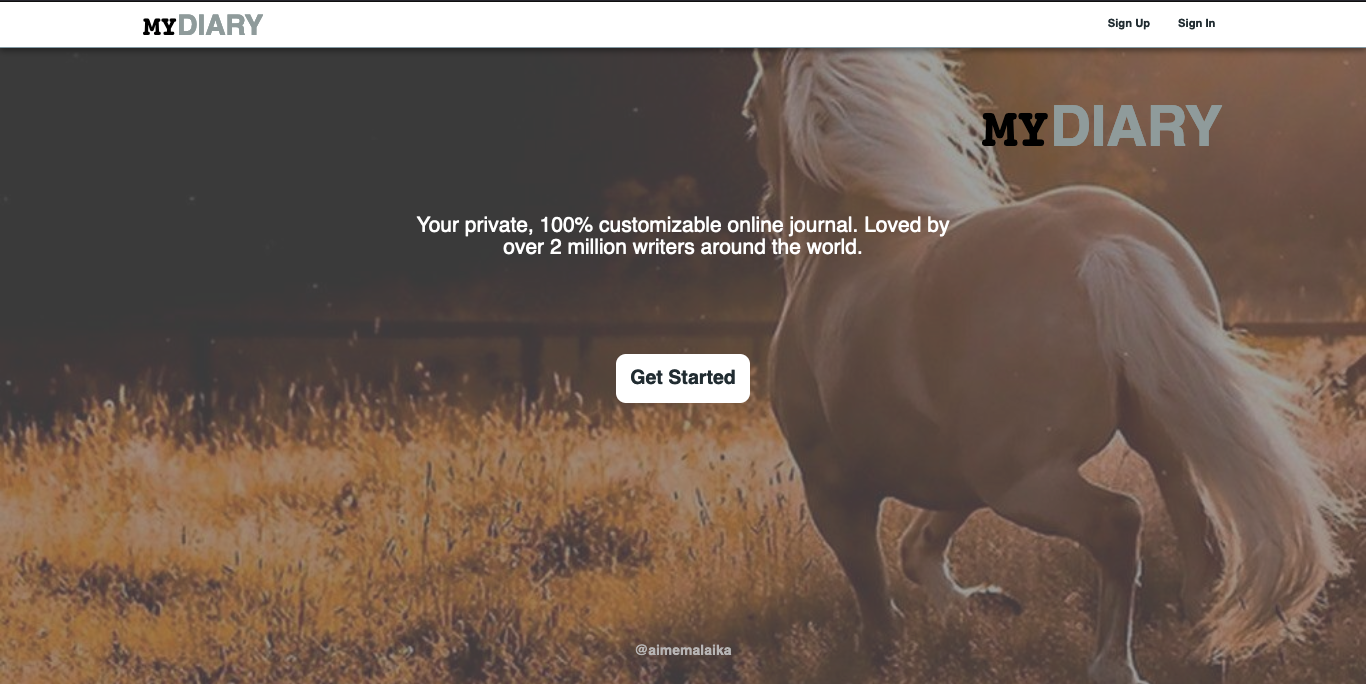 MYDIARY
Sign Up Sign In
MYDIARY
Your private, 100% customizable online journal. Loved by
over 2 million writers around the world.
Get Started
@aimemalaika